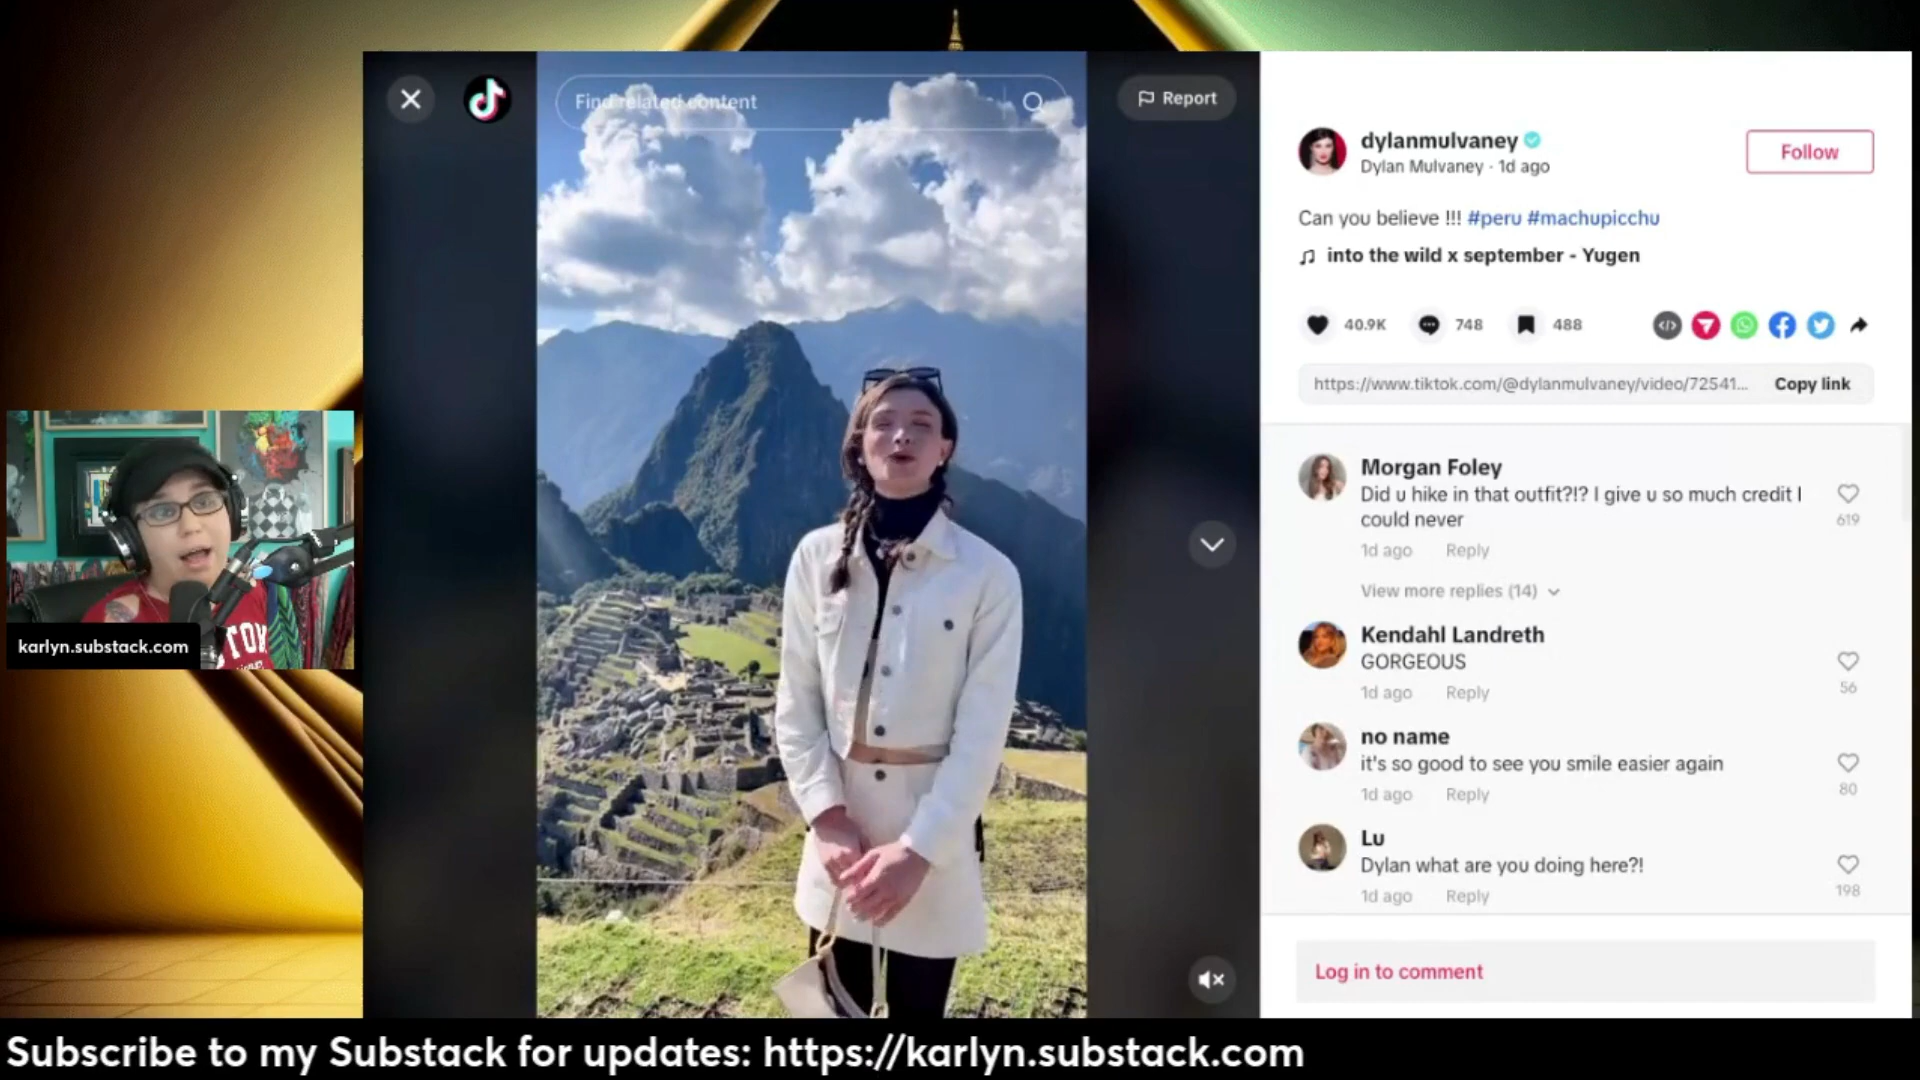 Find related content
Report
dylanmulvaney
Dylan Mulvaney · 1d ago
Follow
Can you believe !!! #peru #machupicchu
into the wild x september - Yugen
40.9K
748
488
https://www.tiktok.com/@dylanmulvaney/video/72541...
Copy link
Morgan Foley
Did u hike in that outfit?!? I give u so much credit I
could never
619
1d ago Reply
View more replies (14)
Kendahl Landreth
GORGEOUS
56
1d ago Reply
no name
it's so good to see you smile easier again
80
1d ago Reply
Lu
Dylan what are you doing here?!
198
1d ago Reply
Log in to comment
karlyn.substack.com
Subscribe to my Substack for updates: https://karlyn.substack.com